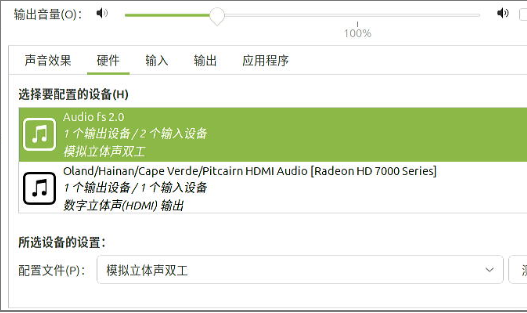 输出音量(O)：
100%
声音效果 硬件 输入 输出 应用程序
选择要配置的设备(H)
Audio fs 2.0
1 个输出设备 / 2 个输入设备
模拟立体声双工
Oland/Hainan/Cape Verde/Pitcairn HDMI Audio [Radeon HD 7000 Series]
1 个输出设备 / 1 个输入设备
数字立体声(HDMI) 输出
所选设备的设置：
配置文件(P)： 模拟立体声双工